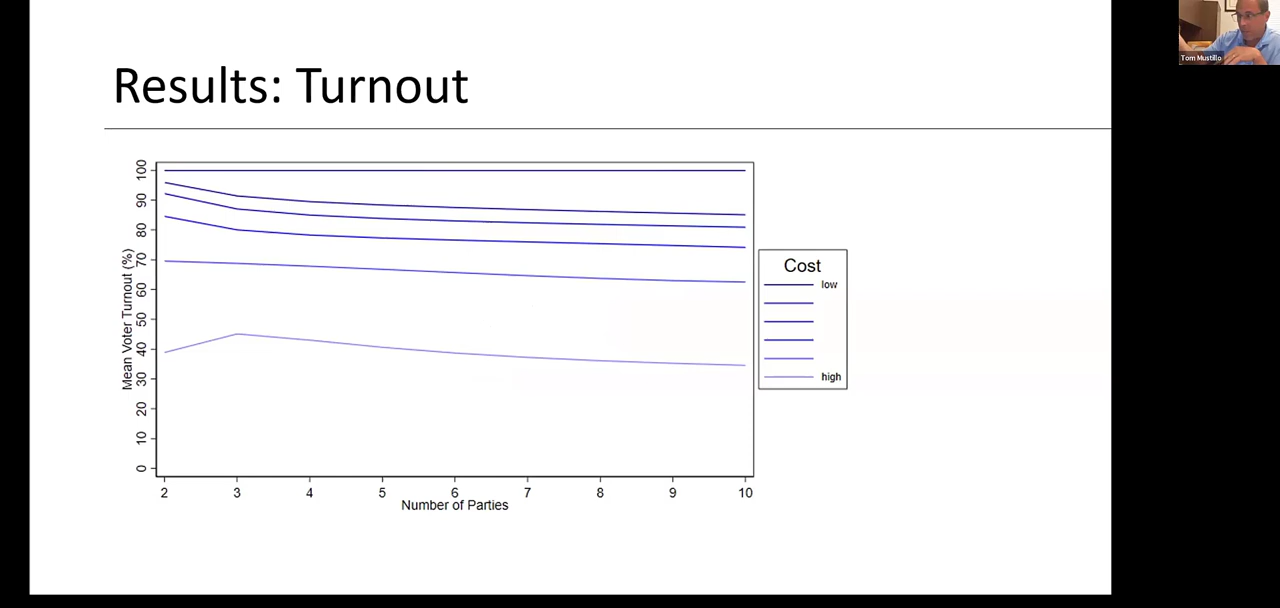 Tom Mustillo
Results: Turnout
Mean Voter Turnout (%)
100
90
80
70
60
50
40
30
20
10
0
2 3 4 5 6 7 8 9 10
Number of Parties
Cost
low
high